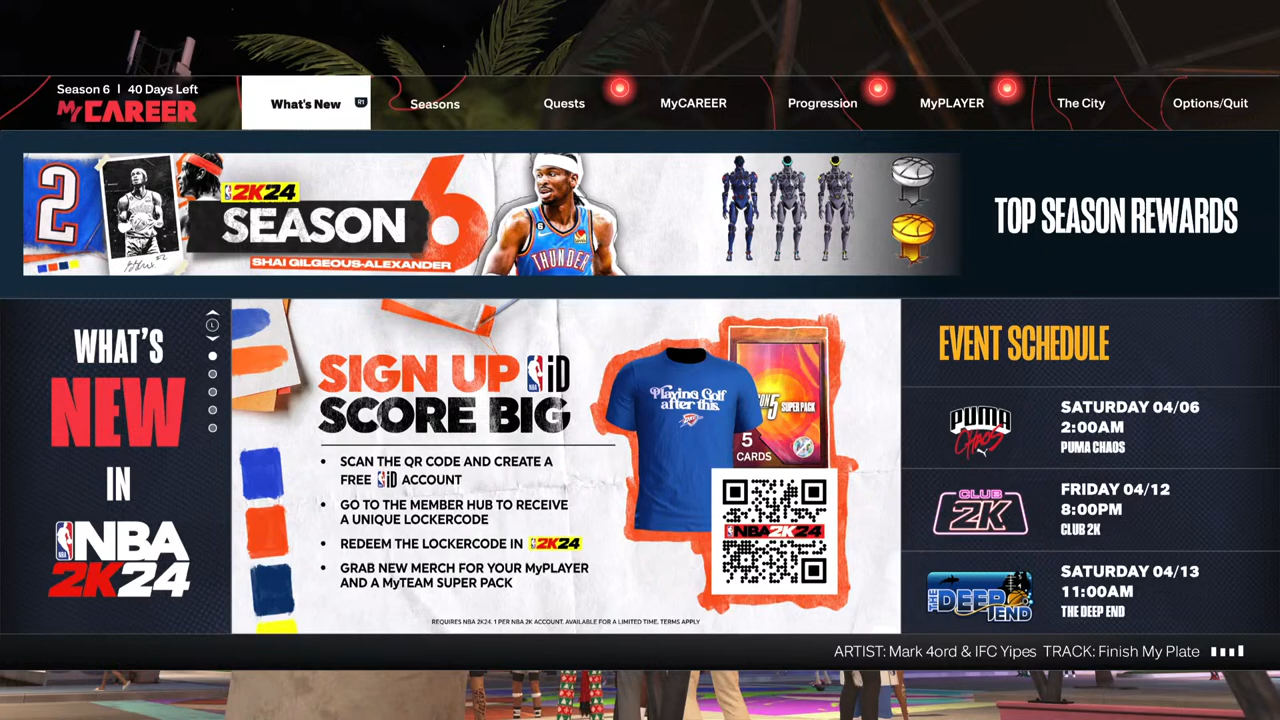 Season 6 | 40 Days Left
MyCAREER
What's New
R1
Seasons
Quests
MyCAREER
Progression
MyPLAYER
The City
Options/Quit
2
2K24
SEASON 6
SHAI GILGEOUS-ALEXANDER
THUNDER
TOP SEASON REWARDS
WHAT'S
NEW
IN
NBA
2K24
L
SIGN UP NBA iD
SCORE BIG
• SCAN THE QR CODE AND CREATE A
FREE iD ACCOUNT
• GO TO THE MEMBER HUB TO RECEIVE
A UNIQUE LOCKERCODE
• REDEEM THE LOCKERCODE IN 2K24
• GRAB NEW MERCH FOR YOUR MyPLAYER
AND A MyTEAM SUPER PACK
Playing Golf
after this.
5 SUPER PACK
5
CARDS
NBA2K24
REQUIRES NBA 2K24. 1 PER NBA 2K ACCOUNT. AVAILABLE FOR A LIMITED TIME. TERMS APPLY
EVENT SCHEDULE
PUMA
CHAOS
SATURDAY 04/06
2:00AM
PUMA CHAOS
CLUB
2K
FRIDAY 04/12
8:00PM
CLUB 2K
THE DEEP END
SATURDAY 04/13
11:00AM
THE DEEP END
ARTIST: Mark 4ord & IFC Yipes TRACK: Finish My Plate